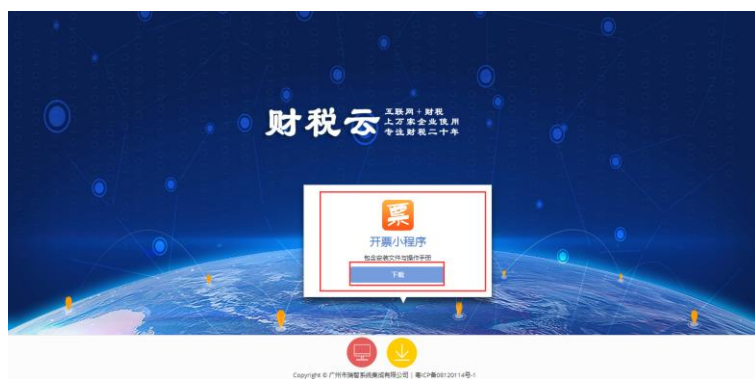 财税云
互联网+财税
上万家企业使用
专注财税二十年
票
开票小程序
包含安装文件与操作手册
下载
Copyright © 广州市瑞智系统集成有限公司 | 粤ICP备08120114号-1